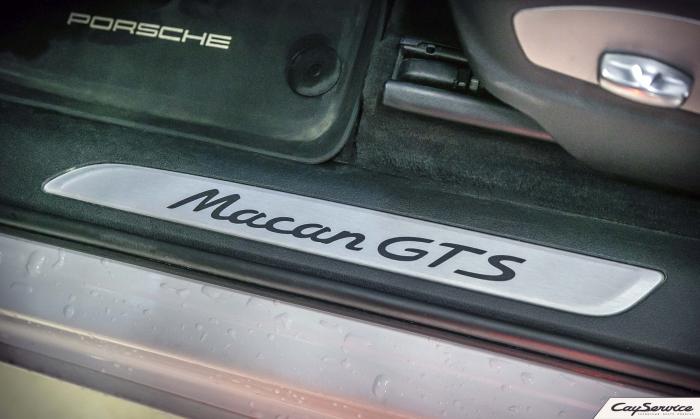 PORSCHE
Macan GTS
CayService